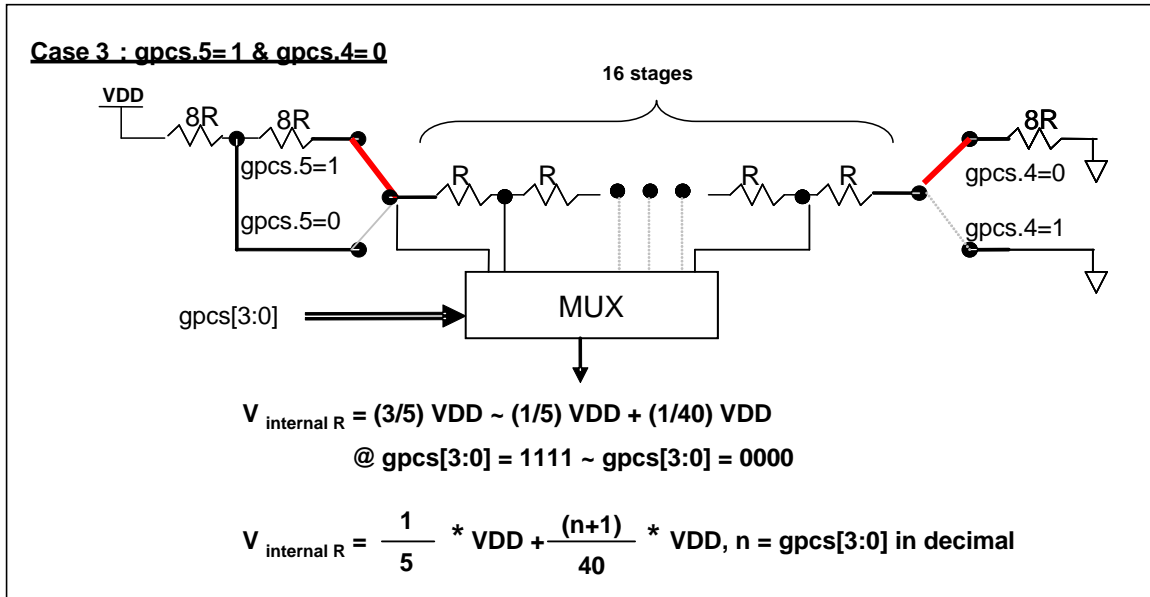 Case 3 : gpcs.5=1 & gpcs.4=0
16 stages
VDD
8R
8R
8R
gpcs.5=1
gpcs.4=0
R
R
R
R
gpcs.5=0
gpcs.4=1
MUX
gpcs[3:0]
V internal R = (3/5) VDD ~ (1/5) VDD + (1/40) VDD
@ gpcs[3:0] = 1111 ~ gpcs[3:0] = 0000
V internal R = 1/5 * VDD + (n+1)/40 * VDD, n = gpcs[3:0] in decimal